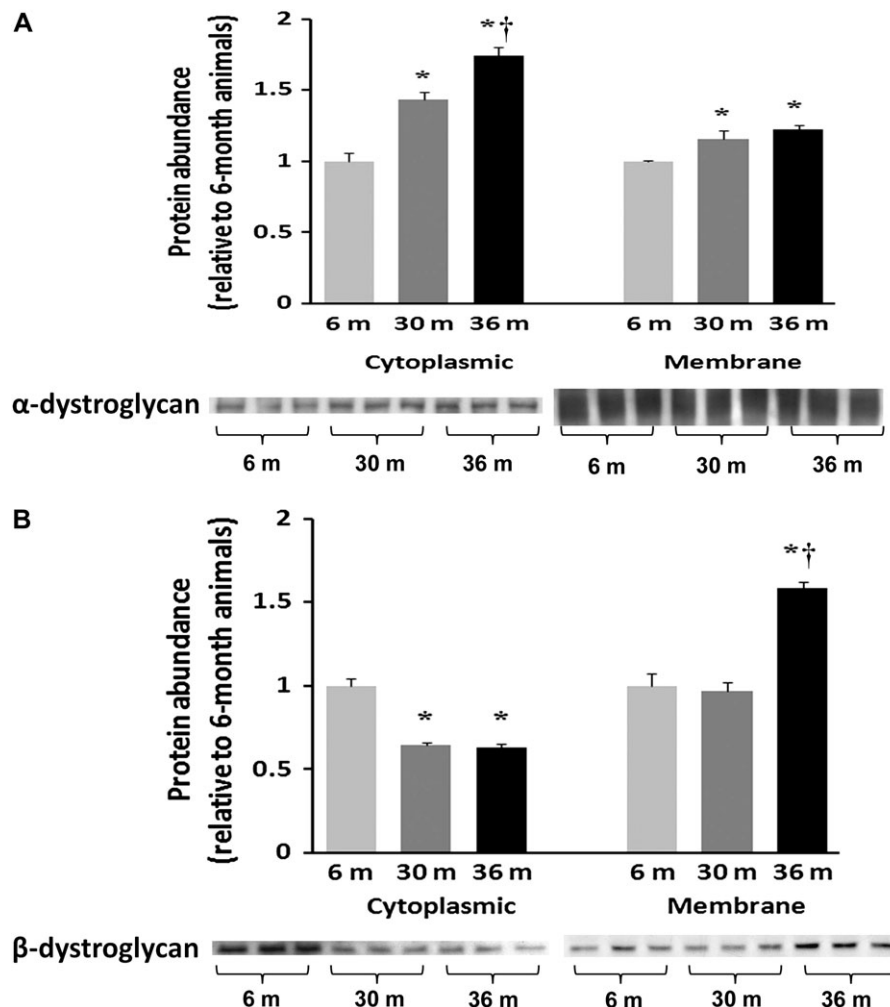 A
Protein abundance
(relative to 6-month animals)
2
1.5
1
0.5
0
*
*†
*
*
6 m 30 m 36 m 6 m 30 m 36 m
Cytoplasmic Membrane
α-dystroglycan
6 m 30 m 36 m 6 m 30 m 36 m
B
Protein abundance
(relative to 6-month animals)
2
1.5
1
0.5
0
*
*
*†
6 m 30 m 36 m 6 m 30 m 36 m
Cytoplasmic Membrane
β-dystroglycan
6 m 30 m 36 m 6 m 30 m 36 m